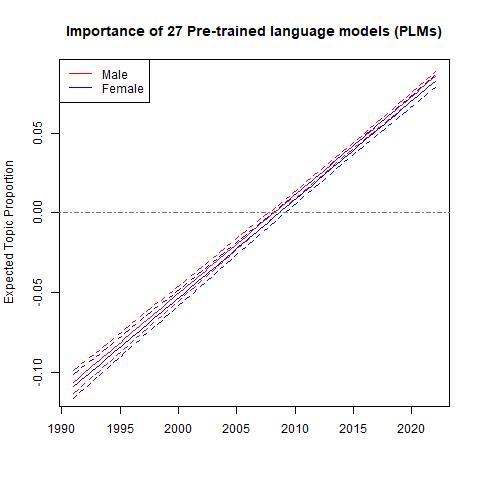 Importance of 27 Pre-trained language models (PLMs)
Male
Female
Expected Topic Proportion
0.05
0.00
-0.05
-0.10
1990 1995 2000 2005 2010 2015 2020